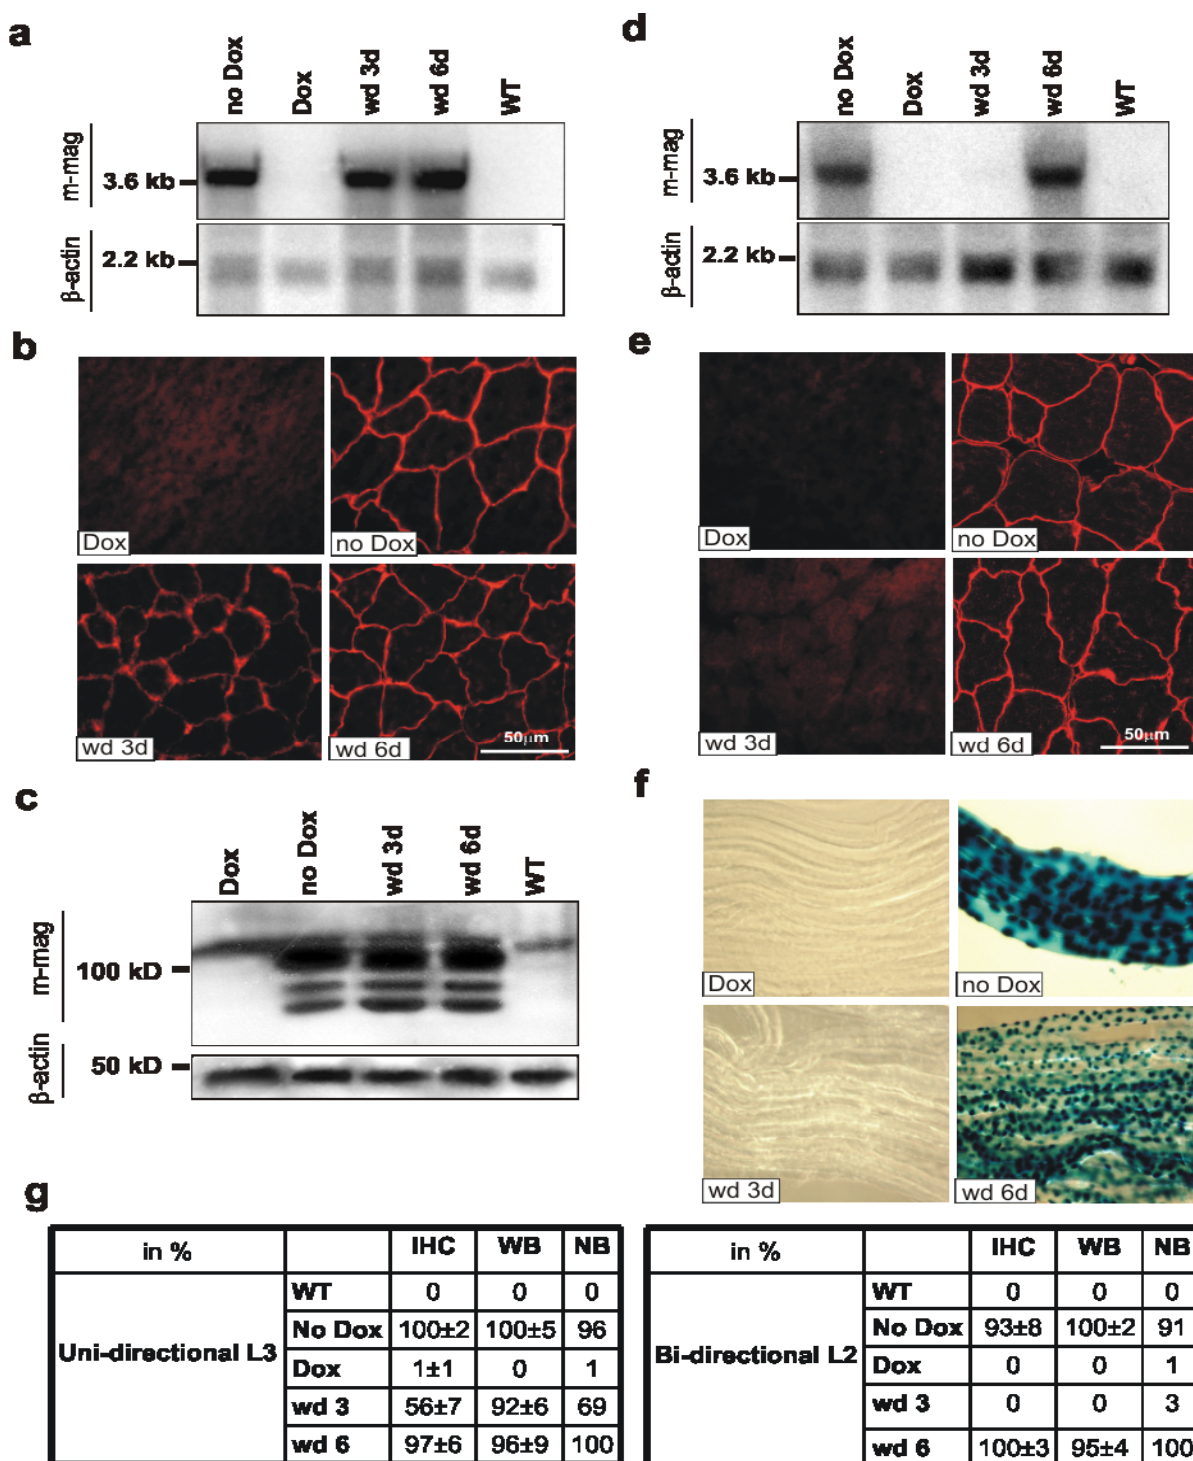 a
no Dox Dox wd 3d wd 6d WT
m-mag
3.6 kb
β-actin
2.2 kb
b
Dox
no Dox
wd 3d
wd 6d
50μm
c
Dox no Dox wd 3d wd 6d WT
m-mag
100 kD
β-actin
50 kD
d
no Dox Dox wd 3d wd 6d WT
m-mag
3.6 kb
β-actin
2.2 kb
e
Dox
no Dox
wd 3d
wd 6d
50μm
f
Dox
no Dox
wd 3d
wd 6d
g
in % IHC WB NB
Uni-directional L3
WT 0 0 0
No Dox 100±2 100±5 96
Dox 1±1 0 1
wd 3 56±7 92±6 69
wd 6 97±6 96±9 100
in % IHC WB NB
Bi-directional L2
WT 0 0 0
No Dox 93±8 100±2 91
Dox 0 0 1
wd 3 0 0 3
wd 6 100±3 95±4 100